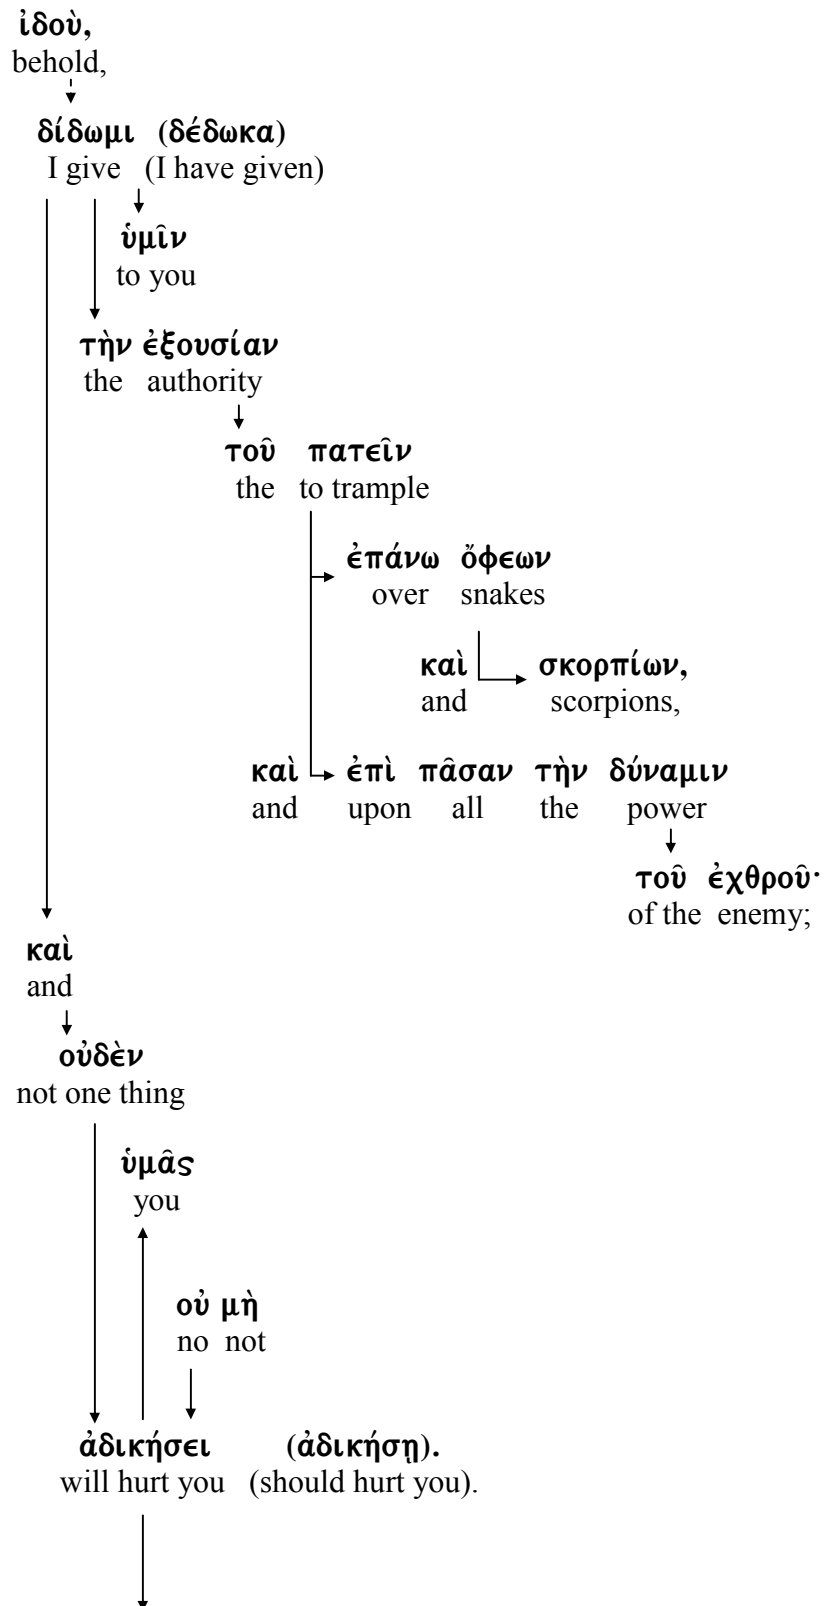 ἰδοὺ,
behold,
δίδωμι (δέδωκα)
I give (I have given)
ὑμῖν
to you
τὴν ἐξουσίαν
the authority
τοῦ πατεῖν
the to trample
ἐπάνω ὄφεων
over snakes
καὶ σκορπίων,
and scorpions,
καὶ ἐπὶ πᾶσαν τὴν δύναμιν
and upon all the power
τοῦ ἐχθροῦ·
of the enemy;
καὶ
and
οὐδὲν
not one thing
ὑμᾶς
you
οὐ μὴ
no not
ἀδικήσει (ἀδικήσῃ).
will hurt you (should hurt you).